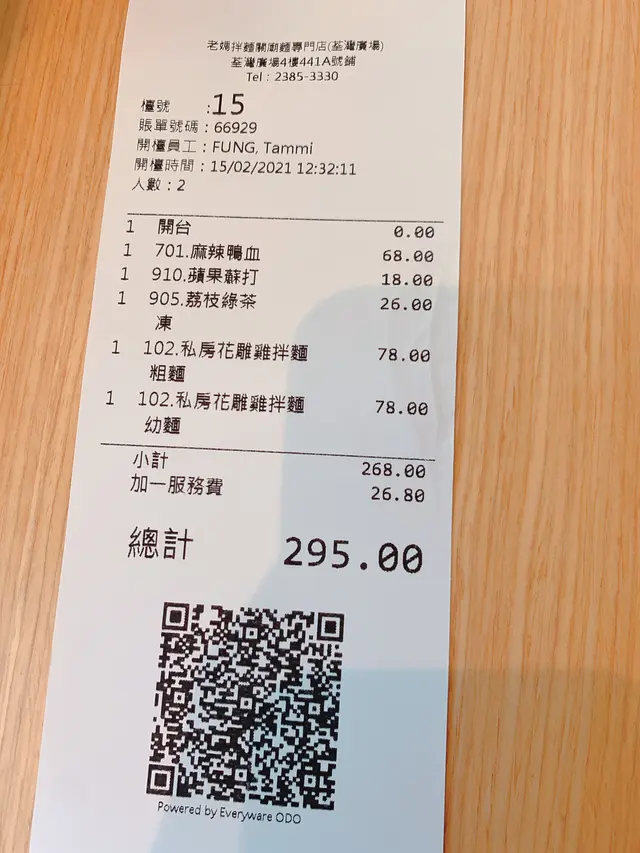 老媽拌麵關廟麵專門店(荃灣廣場)
荃灣廣場4樓441A號鋪
Tel : 2385-3330
檯號 :15
賬單號碼 : 66929
開檯員工 : FUNG, Tammi
開檯時間 : 15/02/2021 12:32:11
人數 : 2
1 開台 0.00
1 701.麻辣鴨血 68.00
1 910.蘋果蘇打 18.00
1 905.荔枝綠茶 26.00
凍
1 102.私房花雕雞拌麵 78.00
粗麵
1 102.私房花雕雞拌麵 78.00
幼麵
小計 268.00
加一服務費 26.80
總計 295.00
Powered by Everyware ODO